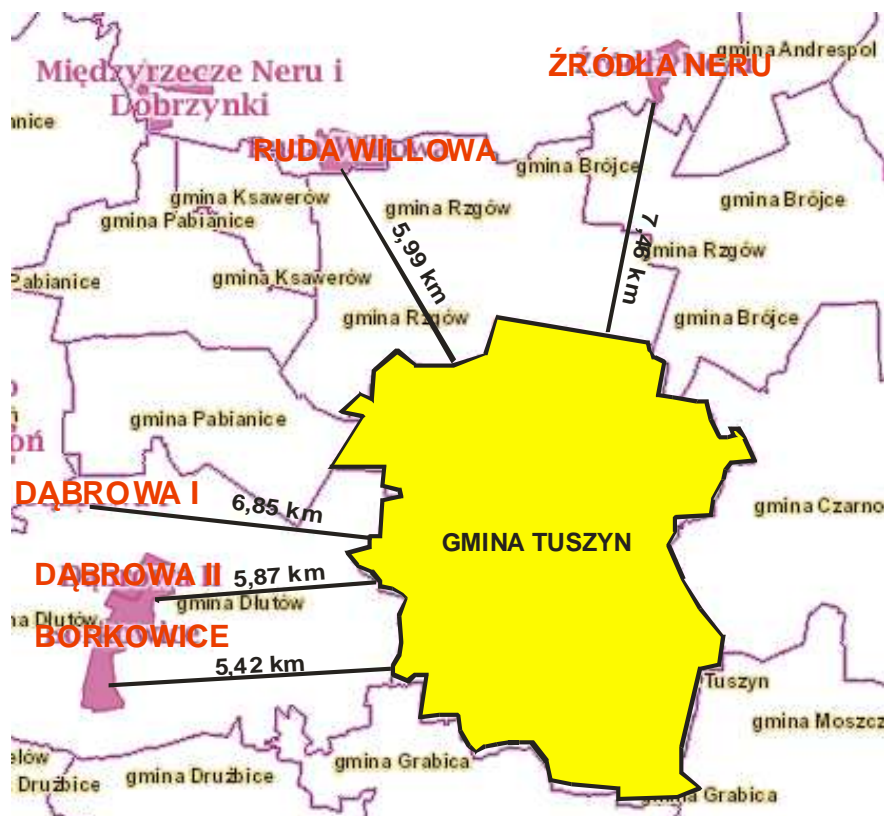 gmina Andrespol
ŹRÓDŁA NERU
Międzyrzecze Neru i
Dobrzynki
RUDA WILLOWA
gmina Brójce
gmina Ksawerów
gmina Pabianice
gmina Rzgów
gmina Brójce
7,46 km
gmina Rzgów
5,99 km
Pabianice
gmina Ksawerów
gmina Rzgów
gmina Brójce
gmina Pabianice
DĄBROWA I
6,85 km
gmina Czarno
GMINA TUSZYN
DĄBROWA II
5,87 km
gmina Dłutów
na Dłutów
BORKOWICE
5,42 km
Tuszyn
gmina Moszcz
gmina Grabica
gmina Drużbice
Drużbice
gmina Grabica